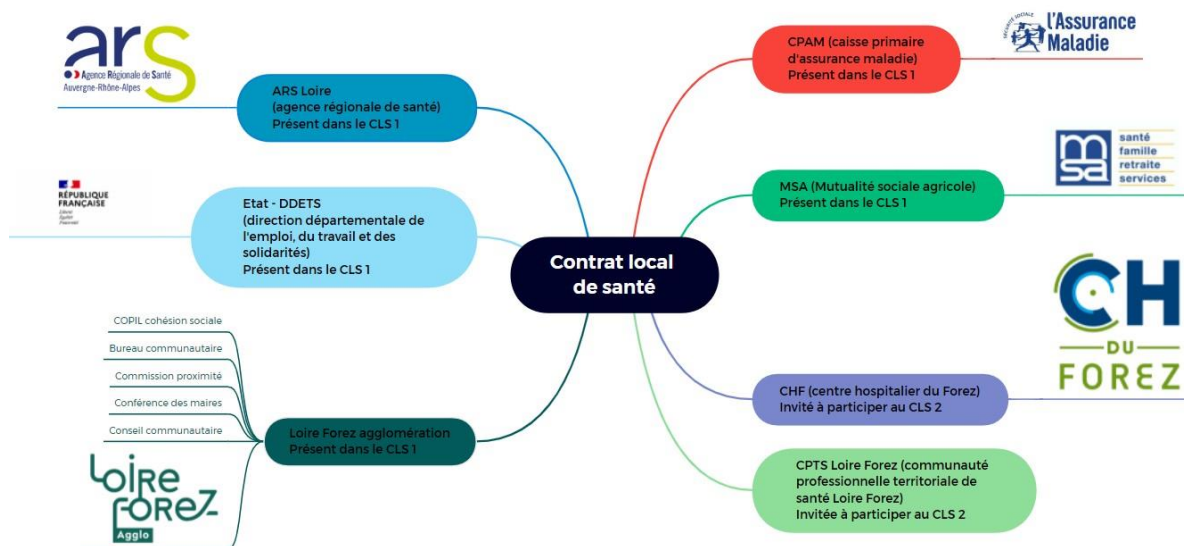 ars
Agence Régionale de Santé
Auvergne-Rhône-Alpes
ARS Loire
(agence régionale de santé)
Présent dans le CLS 1
RÉPUBLIQUE
FRANÇAISE
Liberté
Égalité
Fraternité
Etat - DDETS
(direction départementale de
l'emploi, du travail et des
solidarités)
Présent dans le CLS 1
COPIL cohésion sociale
Bureau communautaire
Commission proximité
Conférence des maires
Conseil communautaire
Loire Forez agglomération
Présent dans le CLS 1
LOIRE
FOREZ
Agglo
Contrat local
de santé
CPAM (caisse primaire
d'assurance maladie)
Présent dans le CLS 1
SÉCURITÉ SOCIALE
l'Assurance
Maladie
MSA (Mutualité sociale agricole)
Présent dans le CLS 1
msa
santé
famille
retraite
services
CHF (centre hospitalier du Forez)
Invité à participer au CLS 2
CH
DU
FOREZ
CPTS Loire Forez (communauté
professionnelle territoriale de
santé Loire Forez)
Invitée à participer au CLS 2